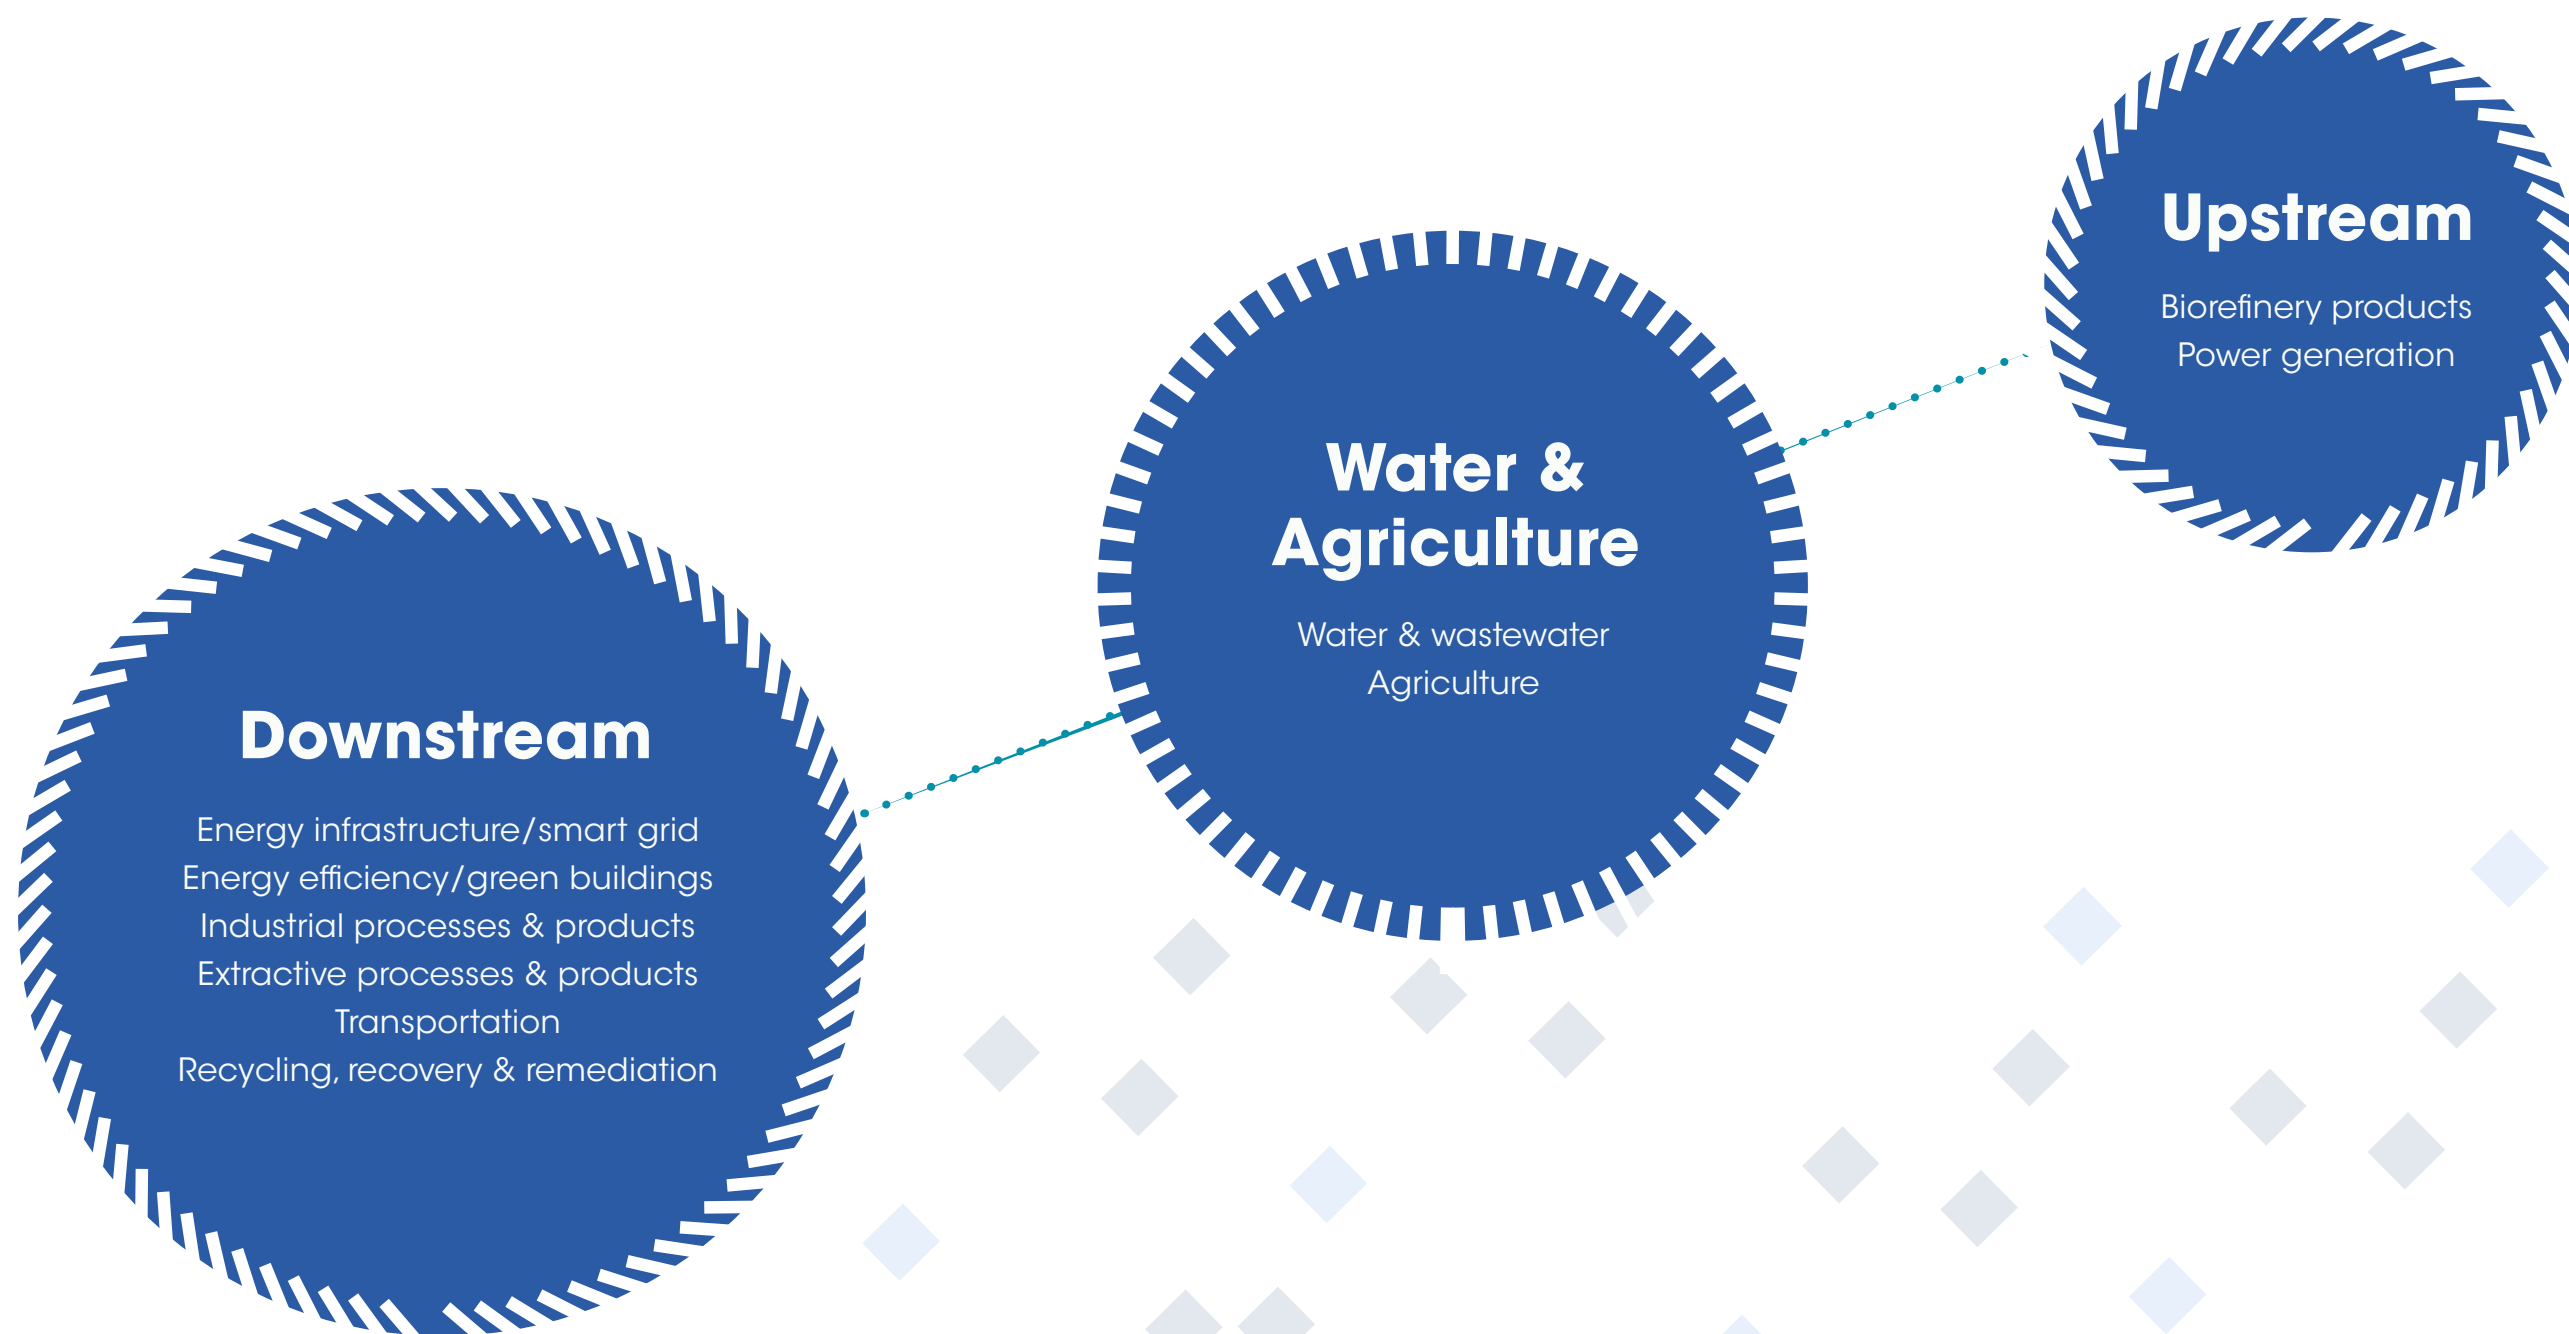 Downstream
Energy infrastructure/smart grid
Energy efficiency/green buildings
Industrial processes & products
Extractive processes & products
Transportation
Recycling, recovery & remediation
Water &
Agriculture
Water & wastewater
Agriculture
Upstream
Biorefinery products
Power generation